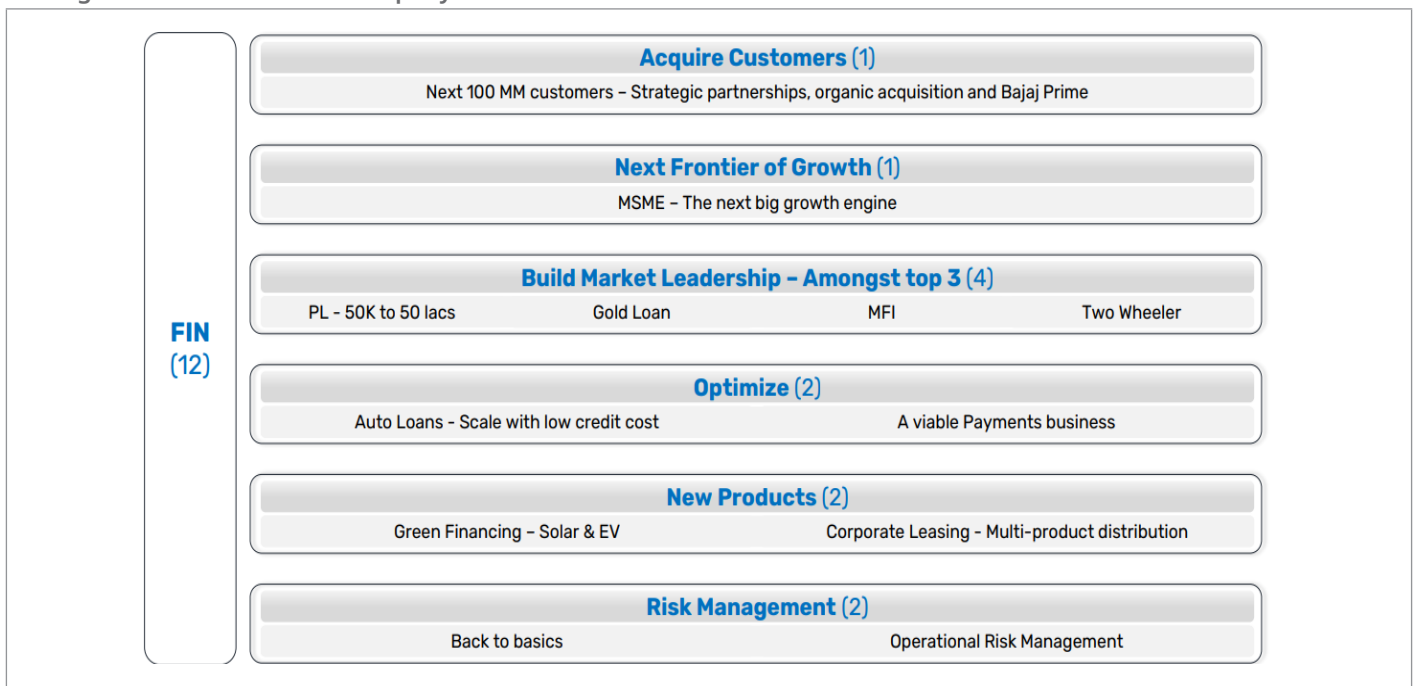 FIN
(12)
Acquire Customers (1)
Next 100 MM customers – Strategic partnerships, organic acquisition and Bajaj Prime
Next Frontier of Growth (1)
MSME – The next big growth engine
Build Market Leadership – Amongst top 3 (4)
PL - 50K to 50 lacs Gold Loan MFI Two Wheeler
Optimize (2)
Auto Loans - Scale with low credit cost A viable Payments business
New Products (2)
Green Financing – Solar & EV Corporate Leasing - Multi-product distribution
Risk Management (2)
Back to basics Operational Risk Management